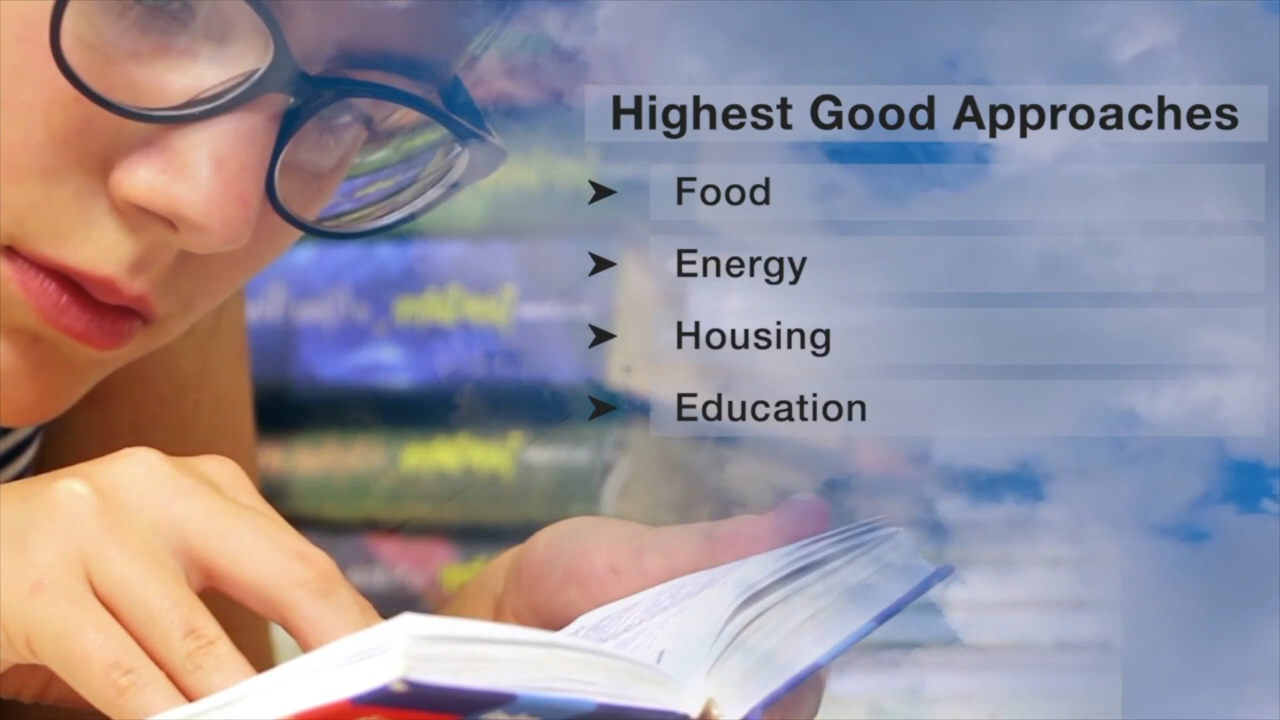 Highest Good Approaches
➤ Food
➤ Energy
➤ Housing
➤ Education